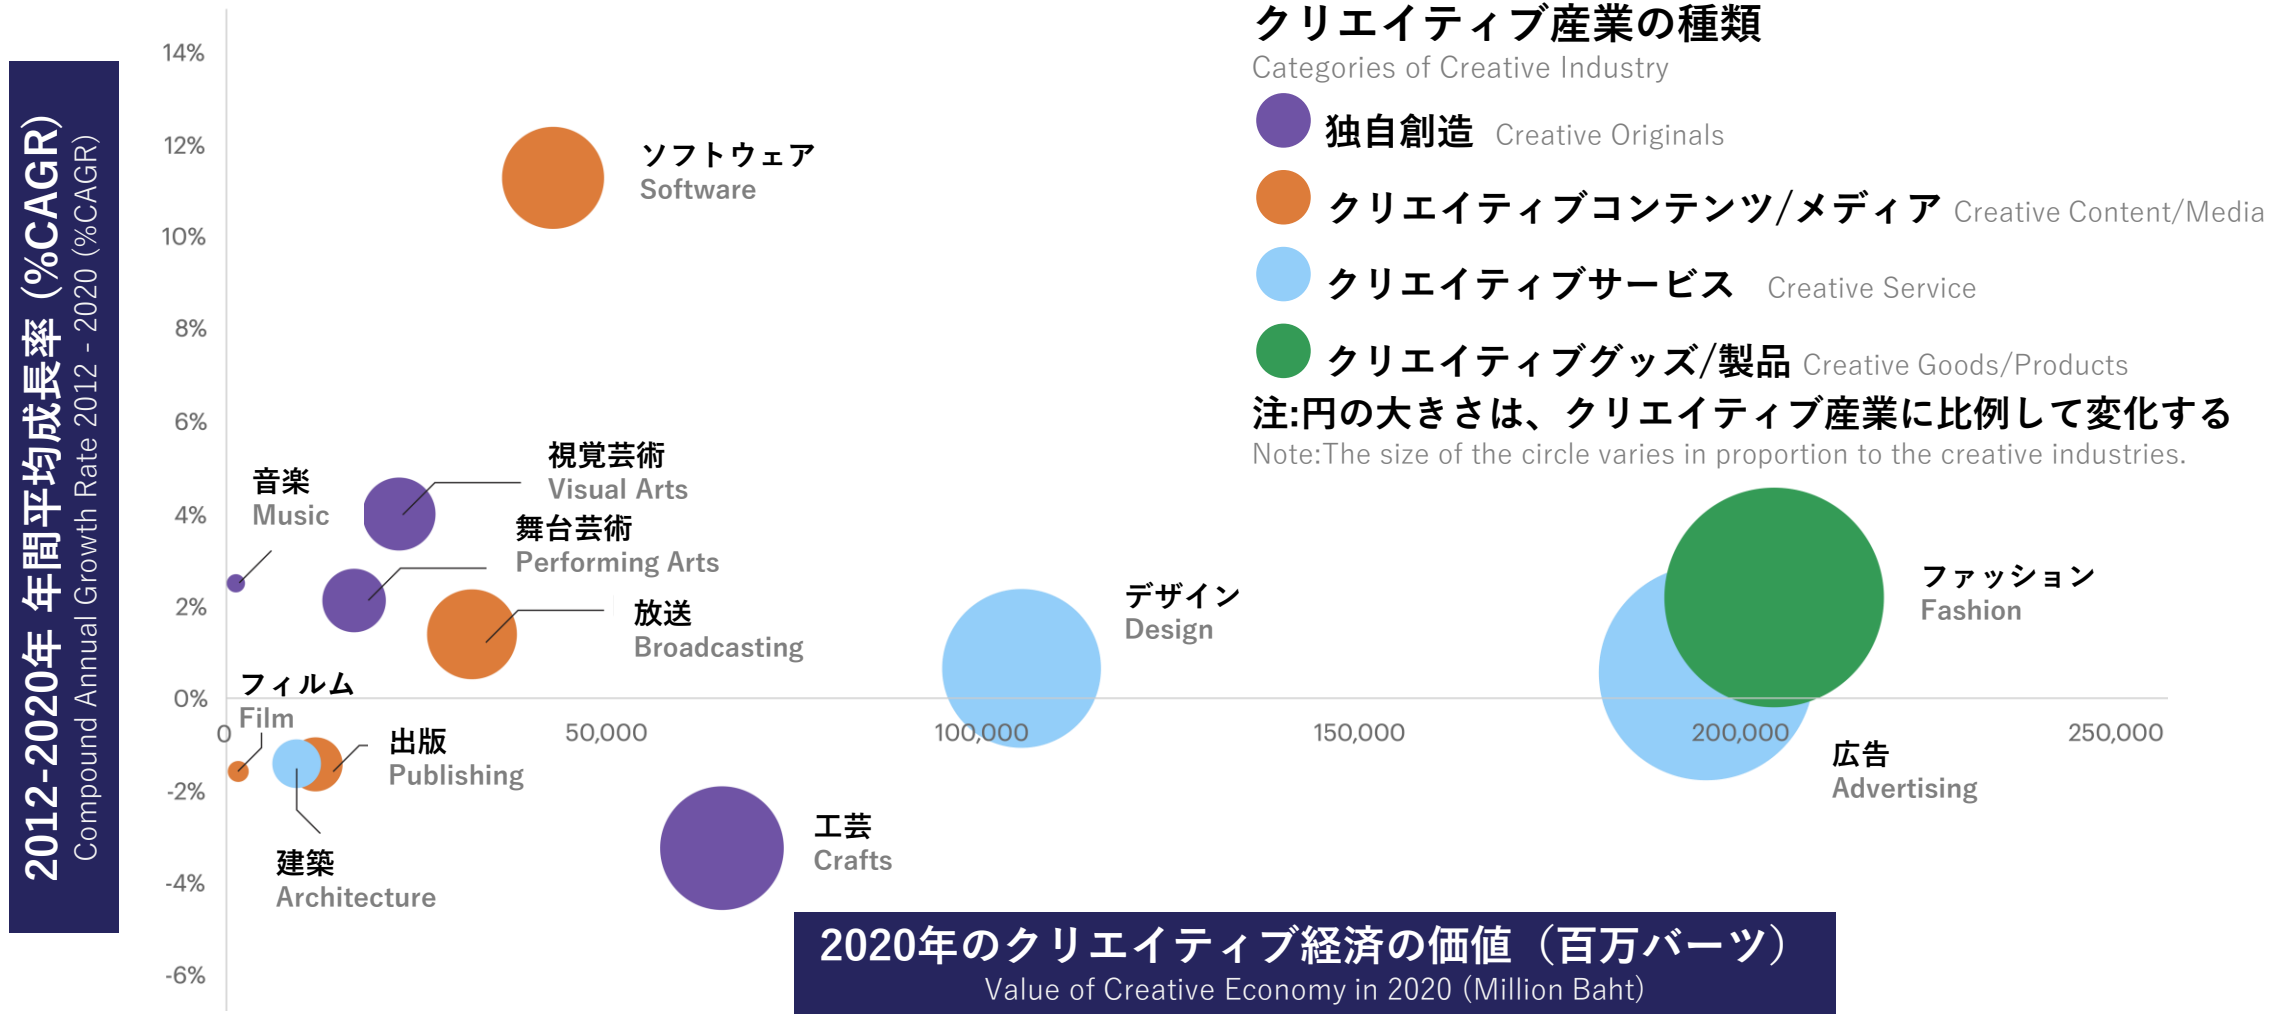 2012-2020年 年間平均成長率 (%CAGR)
Compound Annual Growth Rate 2012 - 2020 (%CAGR)
14%
12%
10%
8%
6%
4%
2%
0%
-2%
-4%
-6%
0
50,000
100,000
150,000
200,000
250,000
クリエイティブ産業の種類
Categories of Creative Industry
独自創造 Creative Originals
クリエイティブコンテンツ/メディア Creative Content/Media
クリエイティブサービス Creative Service
クリエイティブグッズ/製品 Creative Goods/Products
注:円の大きさは、クリエイティブ産業に比例して変化する
Note:The size of the circle varies in proportion to the creative industries.
ソフトウェア
Software
視覚芸術
Visual Arts
音楽
Music
舞台芸術
Performing Arts
放送
Broadcasting
デザイン
Design
ファッション
Fashion
フィルム
Film
出版
Publishing
広告
Advertising
工芸
Crafts
建築
Architecture
2020年のクリエイティブ経済の価値（百万バーツ）
Value of Creative Economy in 2020 (Million Baht)